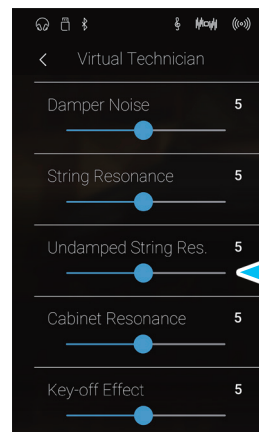 Virtual Technician
Damper Noise 5
String Resonance 5
Undamped String Res. 5
Cabinet Resonance 5
Key-off Effect 5